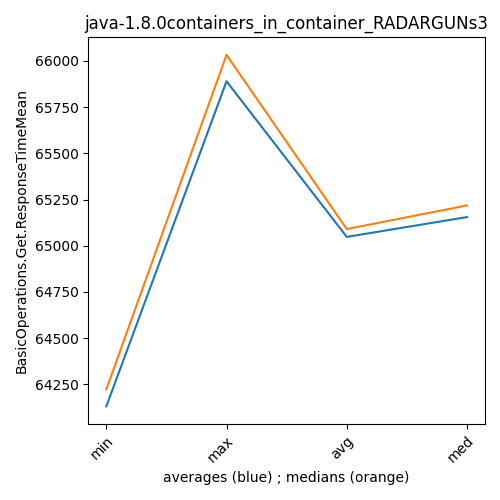 java-1.8.0containers_in_container_RADARGUNs3
BasicOperations.Get.ResponseTimeMean
66000
65750
65500
65250
65000
64750
64500
64250
min
max
avg
med
averages (blue) ; medians (orange)